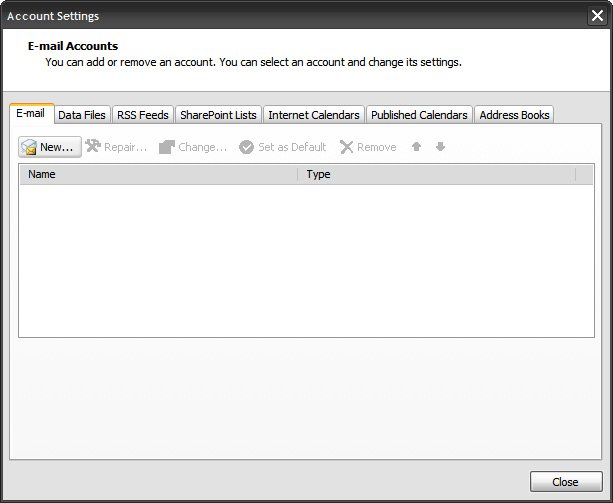 Account Settings
E-mail Accounts
You can add or remove an account. You can select an account and change its settings.
E-mail Data Files RSS Feeds SharePoint Lists Internet Calendars Published Calendars Address Books
New... Repair... Change... Set as Default Remove
Name Type
Close